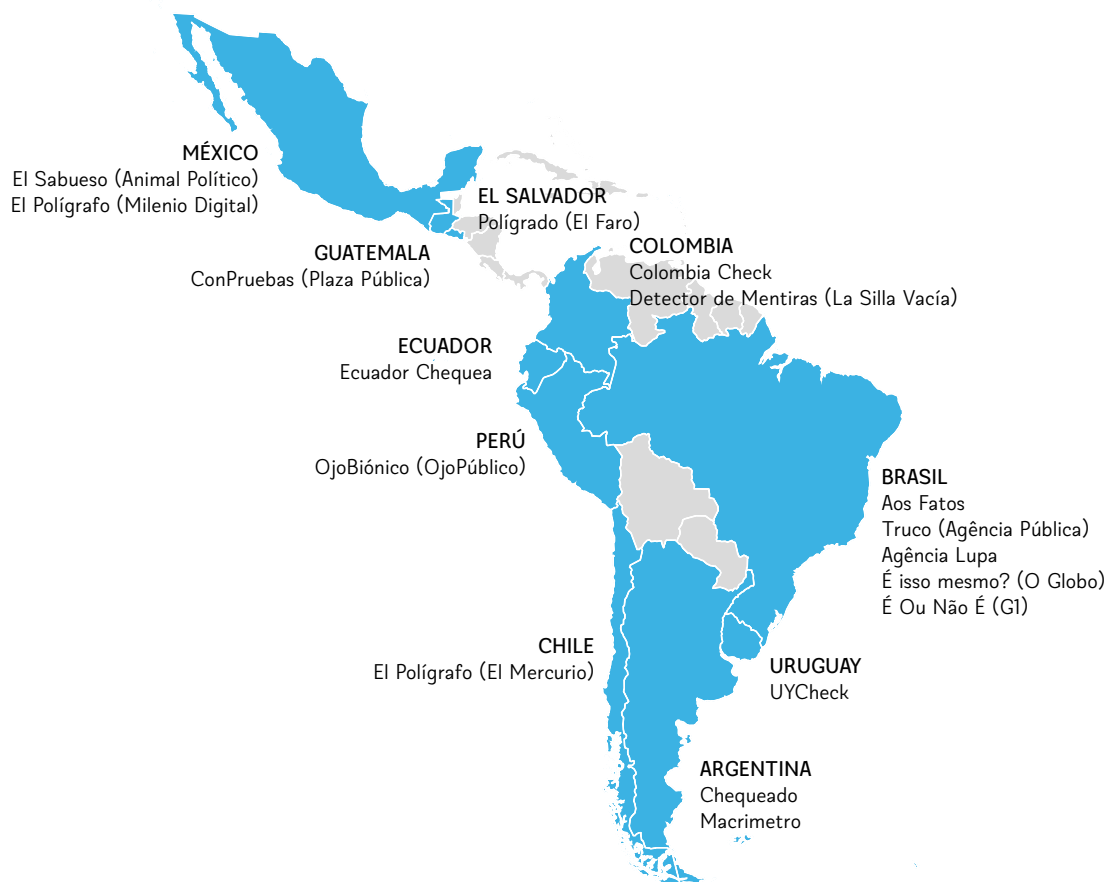 MÉXICO
El Sabueso (Animal Político)
El Polígrafo (Milenio Digital)
EL SALVADOR
Polígrado (El Faro)
GUATEMALA
ConPruebas (Plaza Pública)
COLOMBIA
Colombia Check
Detector de Mentiras (La Silla Vacía)
ECUADOR
Ecuador Chequea
PERÚ
OjoBiónico (OjoPúblico)
BRASIL
Aos Fatos
Truco (Agência Pública)
Agência Lupa
É isso mesmo? (O Globo)
É Ou Não É (G1)
CHILE
El Polígrafo (El Mercurio)
URUGUAY
UYCheck
ARGENTINA
Chequeado
Macrimetro